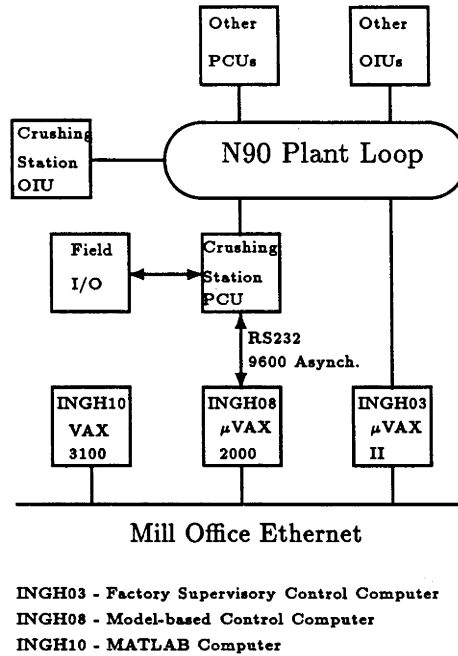 Other
PCUs
Other
OIUs
Crushing
Station
OIU
N90 Plant Loop
Field
I/O
Crushing
Station
PCU
RS232
9600 Asynch.
INGH10
VAX
3100
INGH08
μVAX
2000
INGH03
μVAX
II
Mill Office Ethernet
INGH03 - Factory Supervisory Control Computer
INGH08 - Model-based Control Computer
INGH10 - MATLAB Computer